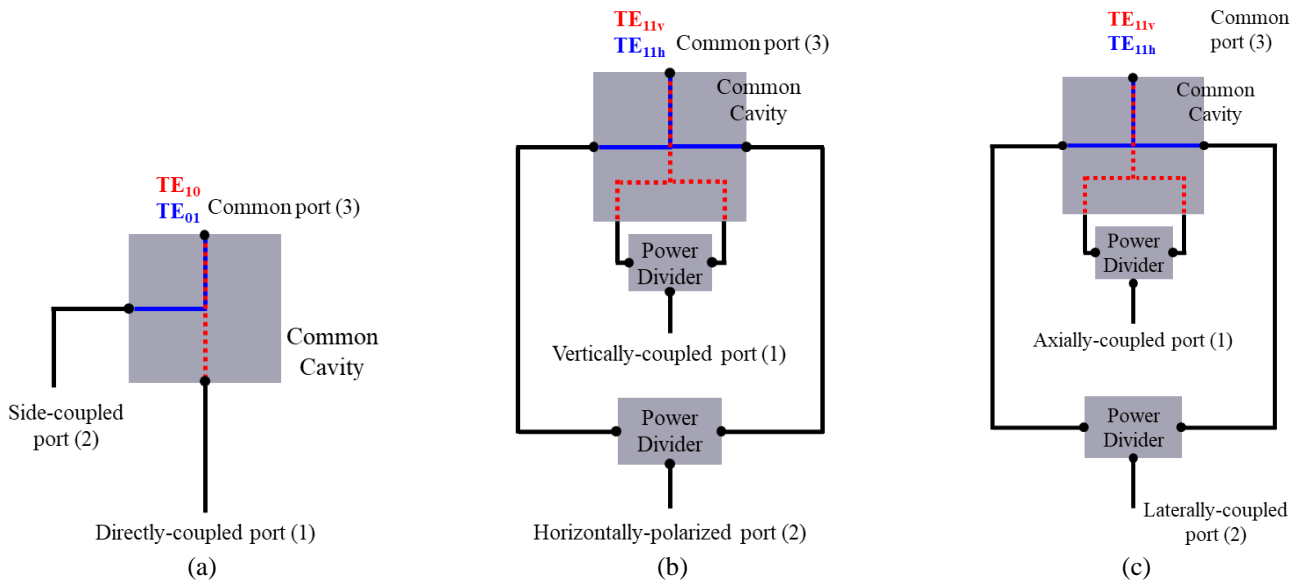 TE10
TE01
Common port (3)
Common
Cavity
Side-coupled
port (2)
Directly-coupled port (1)
(a)
TE11v
TE11h
Common port (3)
Common
Cavity
Power
Divider
Vertically-coupled port (1)
Power
Divider
Horizontally-polarized port (2)
(b)
TE11v
TE11h
Common
port (3)
Common
Cavity
Power
Divider
Axially-coupled port (1)
Power
Divider
Laterally-coupled
port (2)
(c)